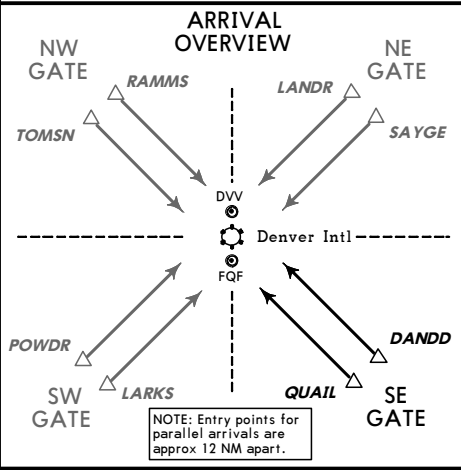 ARRIVAL
OVERVIEW
NW
GATE
NE
GATE
RAMMS
LANDR
TOMSN
SAYGE
DVV
Denver Intl
FQF
POWDR
DANDD
LARKS
QUAIL
SW
GATE
SE
GATE
NOTE: Entry points for
parallel arrivals are
approx 12 NM apart.